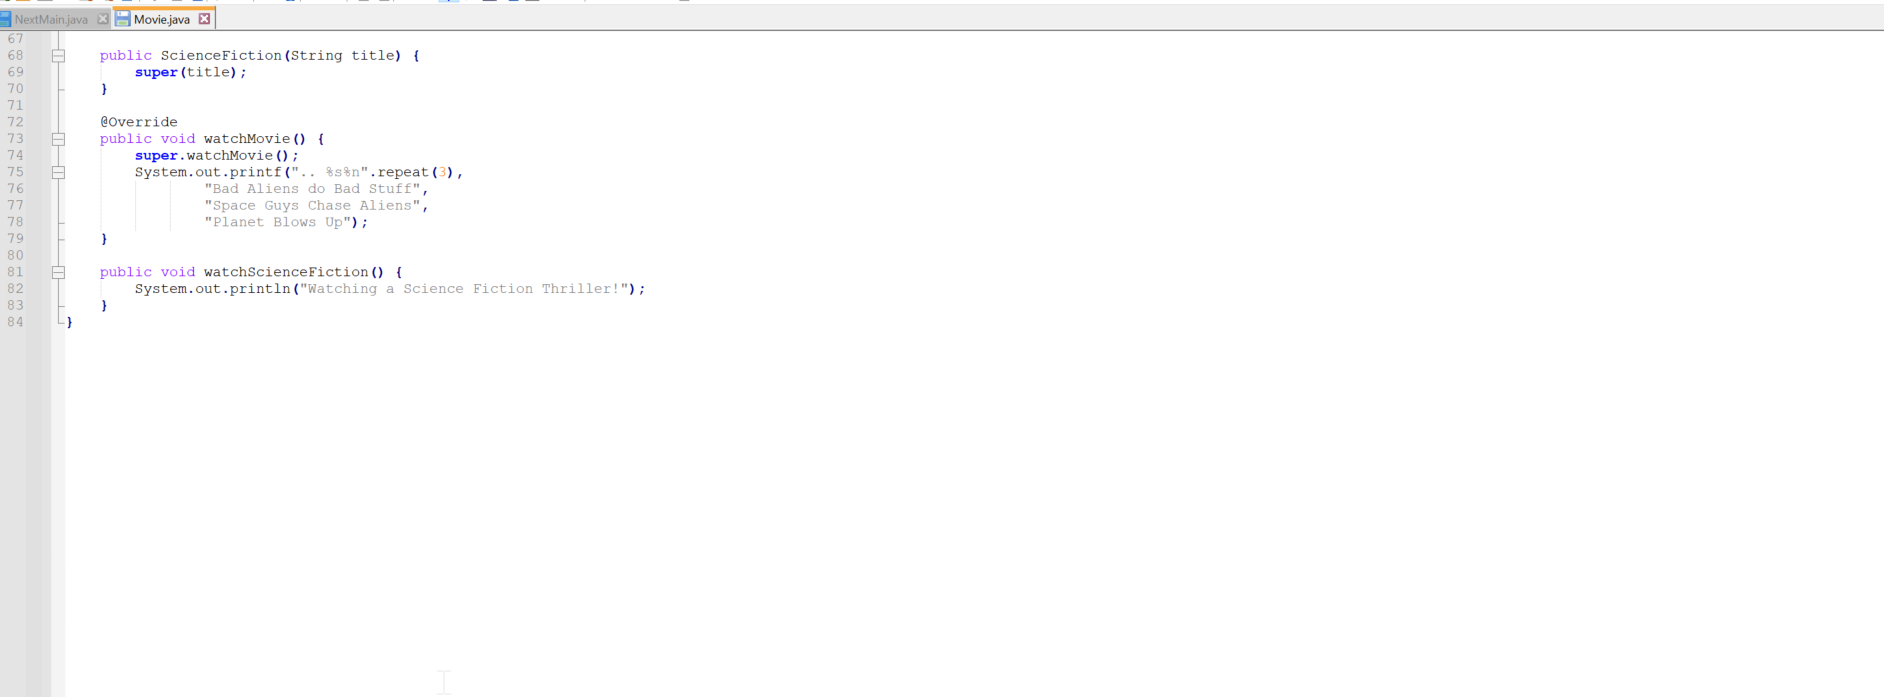 NextMain.java Movie.java
67
68 public ScienceFiction(String title) {
69 super(title);
70 }
71
72 @Override
73 public void watchMovie() {
74 super.watchMovie();
75 System.out.printf(".. %s%n".repeat(3),
76 "Bad Aliens do Bad Stuff",
77 "Space Guys Chase Aliens",
78 "Planet Blows Up");
79 }
80
81 public void watchScienceFiction() {
82 System.out.println("Watching a Science Fiction Thriller!");
83 }
84 }